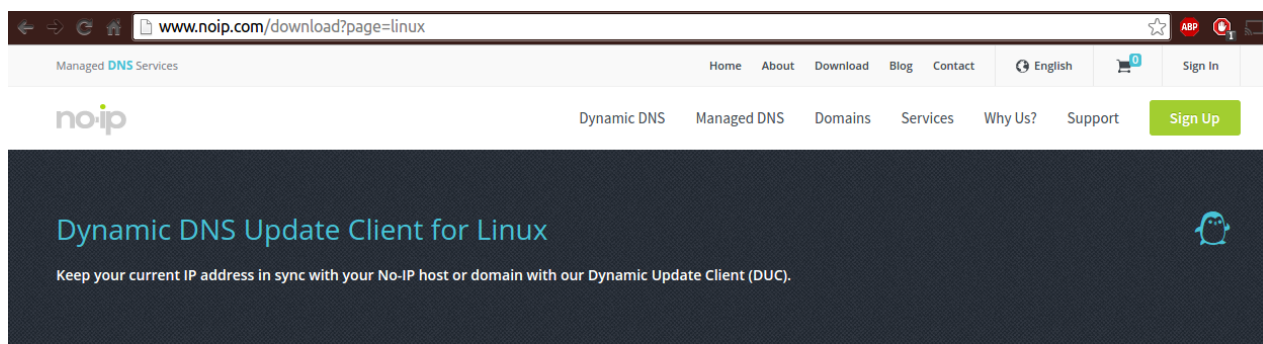 www.noip.com/download?page=linux
ABP
1
Managed DNS Services
Home About Download Blog Contact English 0 Sign In
no·ip
Dynamic DNS Managed DNS Domains Services Why Us? Support Sign Up
Dynamic DNS Update Client for Linux
Keep your current IP address in sync with your No-IP host or domain with our Dynamic Update Client (DUC).